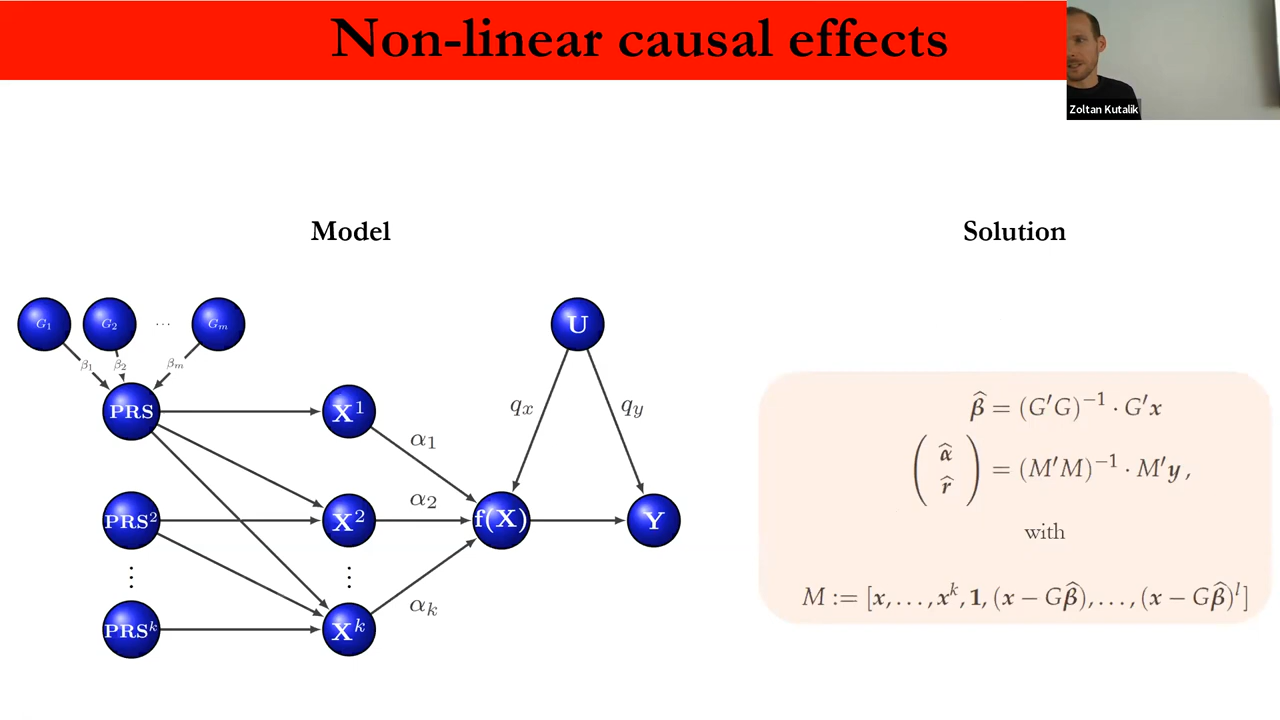 Non-linear causal effects
Zoltan Kutalik
Model
Solution
G₁ G₂ ⋯ Gₘ
β₁ β₂ βₘ
PRS X¹
PRS² X²
⋮ ⋮
PRSᵏ Xᵏ
α₁
α₂
αₖ
U
qₓ q_y
f(X) Y
β̂ = (G′G)⁻¹ · G′x
( α̂ r̂ ) = (M′M)⁻¹ · M′y ,
with
M := [x, . . . , xᵏ, 1, (x − Gβ̂), . . . , (x − Gβ̂)ˡ]